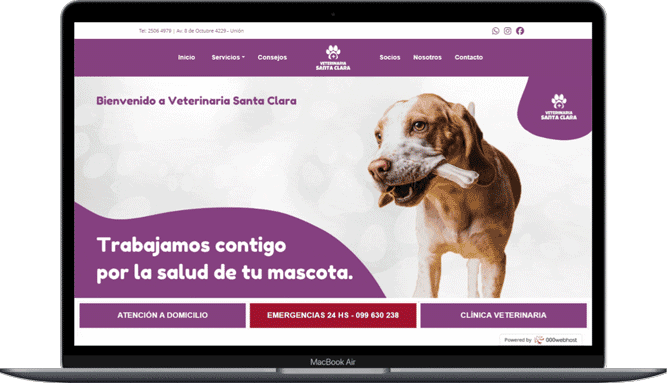 Tel: 2506 4979 | Av. 8 de Octubre 4229 - Unión
Inicio Servicios Consejos VETERINARIA SANTA CLARA Socios Nosotros Contacto
Bienvenido a Veterinaria Santa Clara
VETERINARIA
SANTA CLARA
Trabajamos contigo
por la salud de tu mascota.
ATENCIÓN A DOMICILIO EMERGENCIAS 24 HS - 099 630 238 CLÍNICA VETERINARIA
Powered by 000webhost
MacBook Air